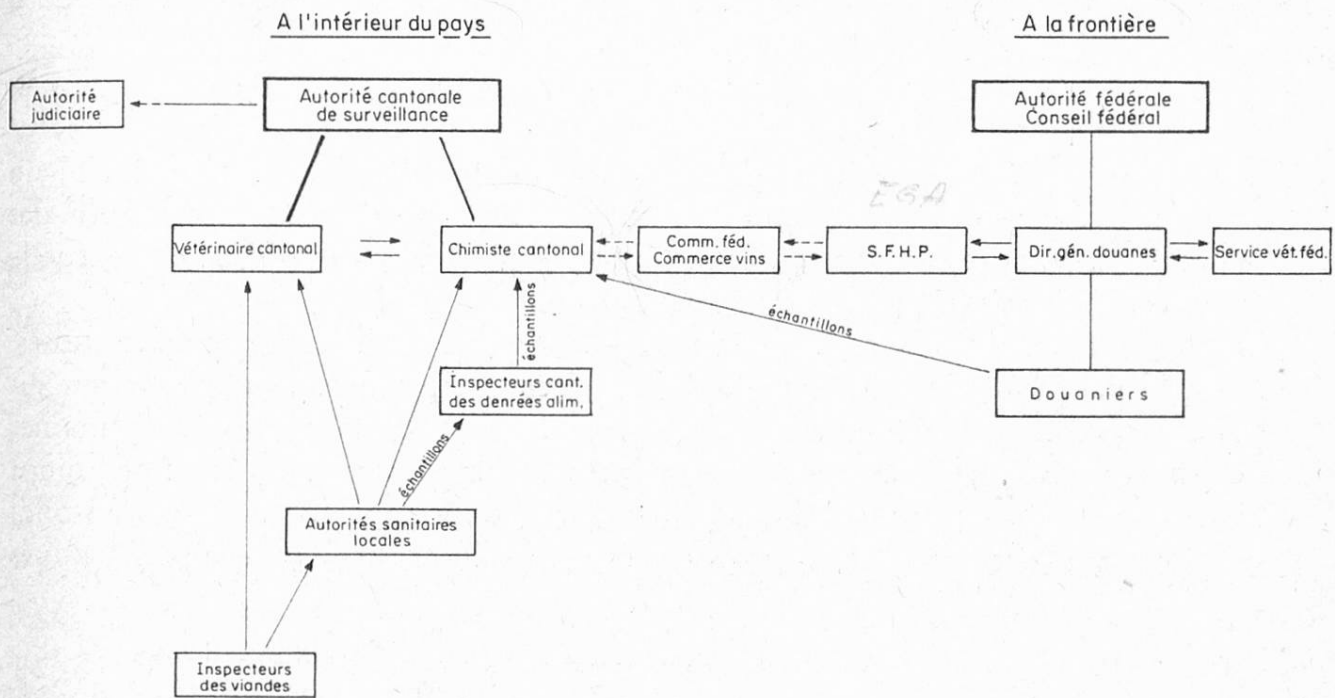 A l'intérieur du pays
A la frontière
Autorité
judiciaire
Autorité cantonale
de surveillance
Autorité fédérale
Conseil fédéral
EGA
Vétérinaire cantonal
Chimiste cantonal
Comm. féd.
Commerce vins
S.F.H.P.
Dir. gén. douanes
Service vét. féd.
échantillons
échantillons
Inspecteurs cant.
des denrées alim.
Douaniers
échantillons
Autorités sanitaires
locales
Inspecteurs
des viandes